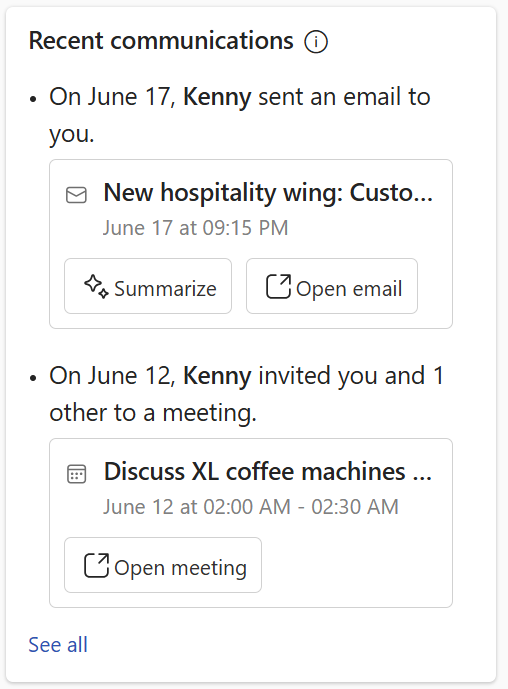 Recent communications
• On June 17, Kenny sent an email to
you.
New hospitality wing: Custo...
June 17 at 09:15 PM
Summarize Open email
• On June 12, Kenny invited you and 1
other to a meeting.
Discuss XL coffee machines ...
June 12 at 02:00 AM - 02:30 AM
Open meeting
See all